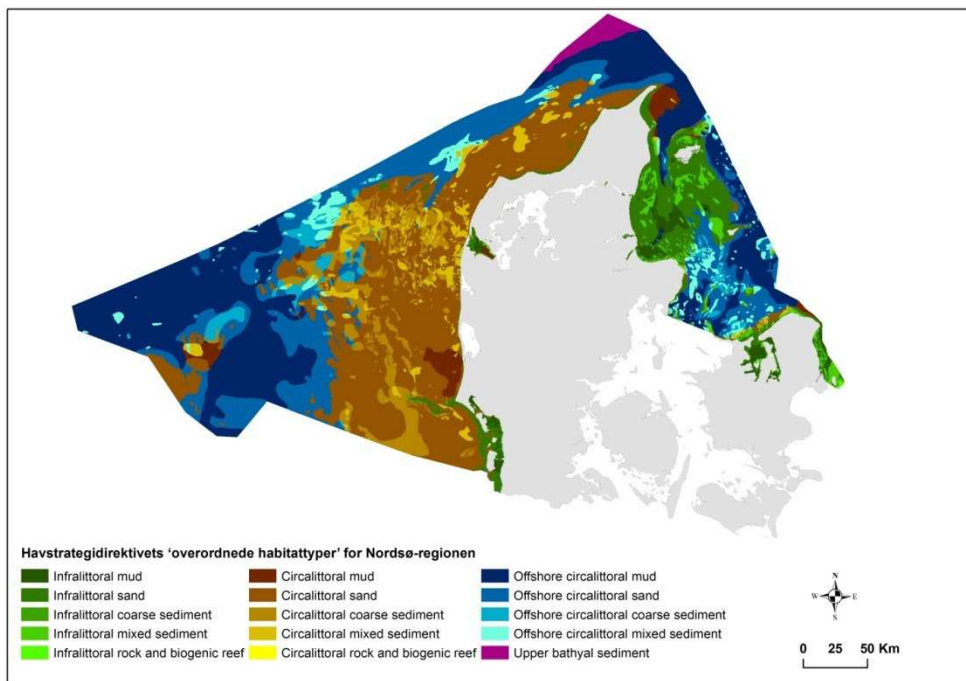 Havstrategidirektivets ‘overordnede habitattyper’ for Nordsø-regionen
Infralittoral mud
Infralittoral sand
Infralittoral coarse sediment
Infralittoral mixed sediment
Infralittoral rock and biogenic reef
Circalittoral mud
Circalittoral sand
Circalittoral coarse sediment
Circalittoral mixed sediment
Circalittoral rock and biogenic reef
Offshore circalittoral mud
Offshore circalittoral sand
Offshore circalittoral coarse sediment
Offshore circalittoral mixed sediment
Upper bathyal sediment
N
W E
S
0 25 50 Km